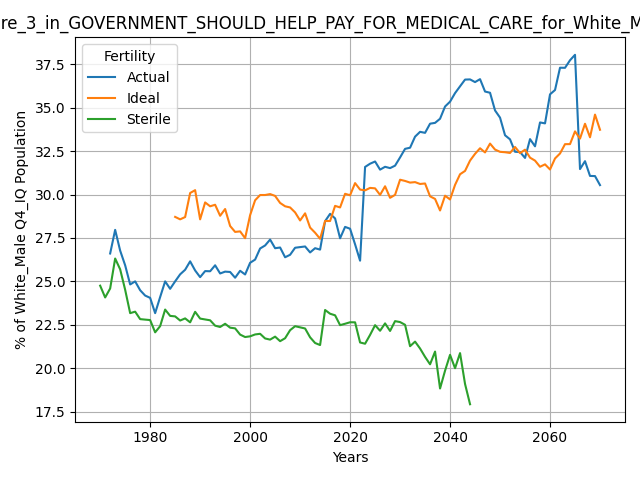 re_3_in_GOVERNMENT_SHOULD_HELP_PAY_FOR_MEDICAL_CARE_for_White_M
Fertility
Actual
Ideal
Sterile
37.5
35.0
32.5
30.0
27.5
25.0
22.5
20.0
17.5
% of White_Male Q4_IQ Population
1980
2000
2020
2040
2060
Years